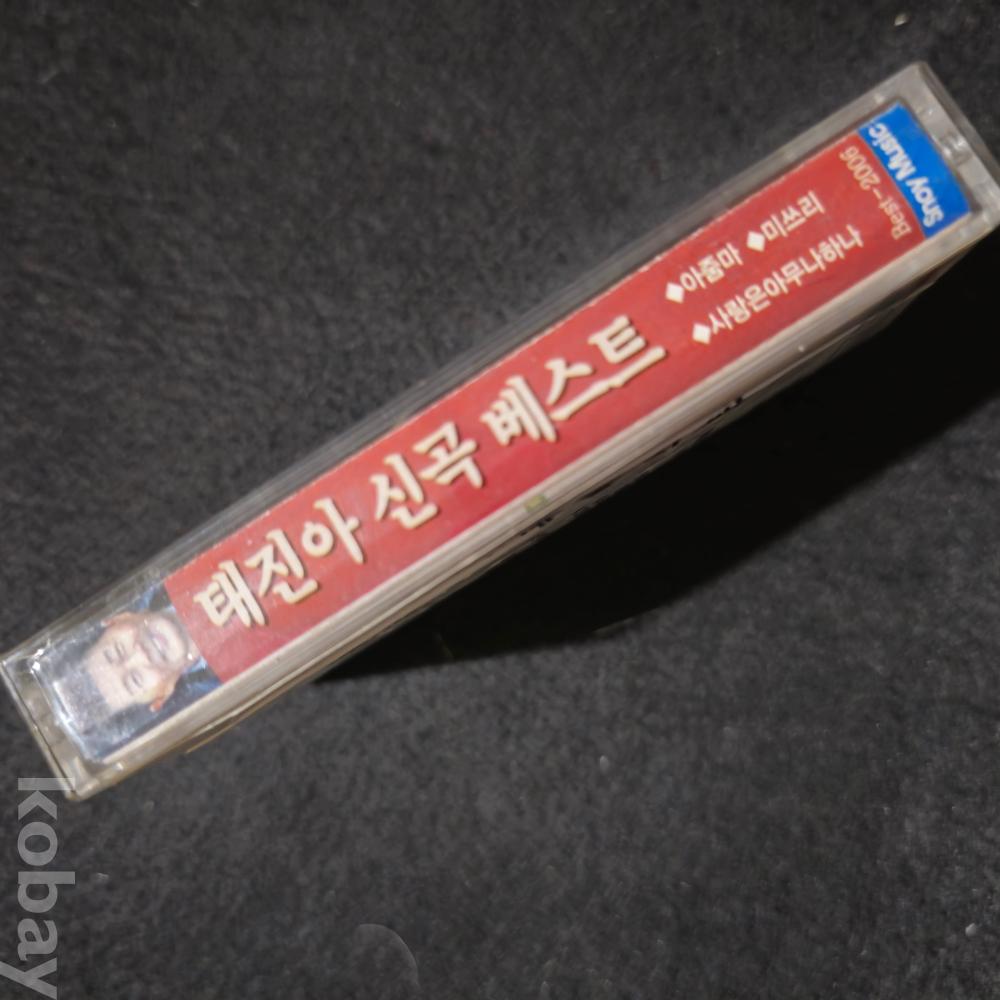 태진아 신곡 베스트
◆아줌마 ◆미쓰리
◆사랑은아무나하나
Best-2006
Snoy Music
kobay